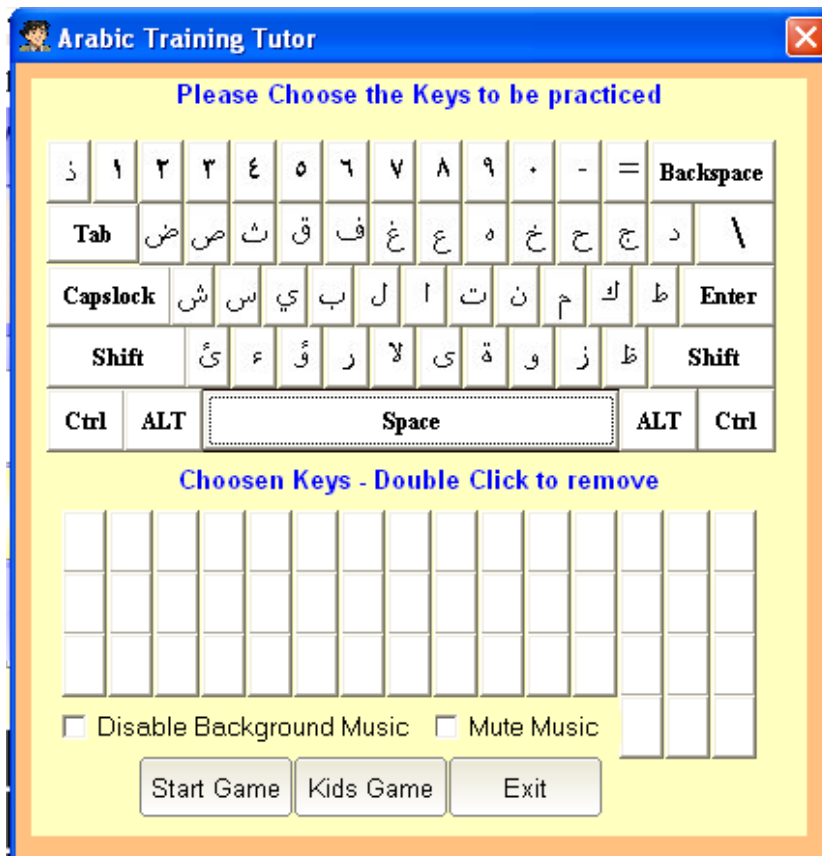 Arabic Training Tutor
Please Choose the Keys to be practiced
ذ ١ ٢ ٣ ٤ ٥ ٦ ٧ ٨ ٩ ٠ - = Backspace
Tab ض ص ث ق ف غ ع ه خ ح ج د \
Capslock ش س ي ب ل ا ت ن م ك ط Enter
Shift ئ ء ؤ ر لا ى ة و ز ظ Shift
Ctrl ALT Space ALT Ctrl
Choosen Keys - Double Click to remove
Disable Background Music Mute Music
Start Game Kids Game Exit